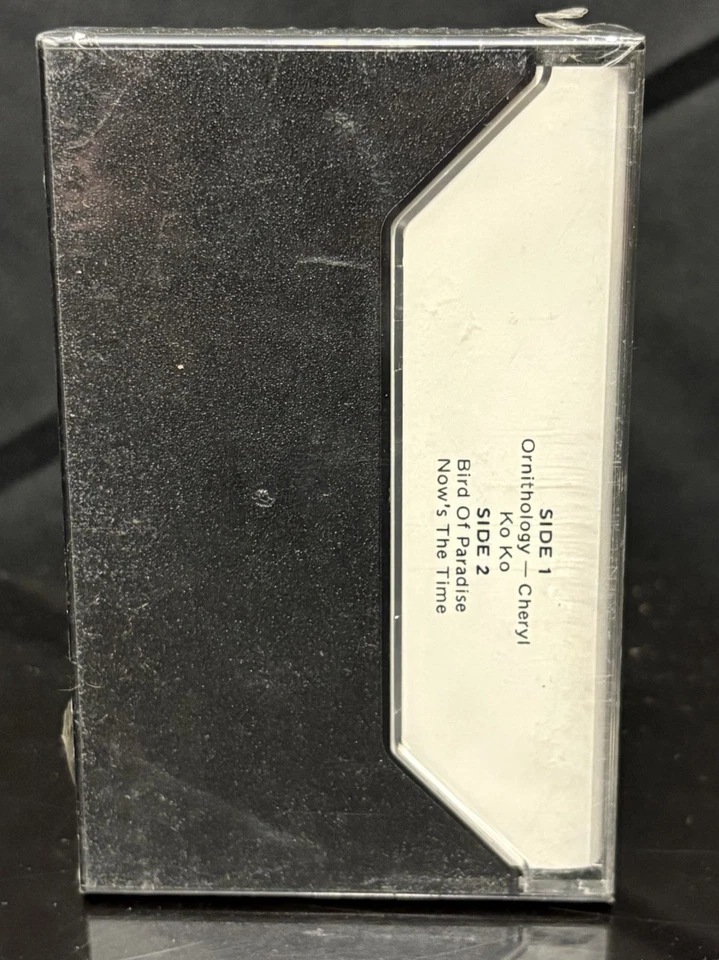 SIDE 1
Ornithology — Cheryl
Ko Ko
SIDE 2
Bird Of Paradise
Now's The Time